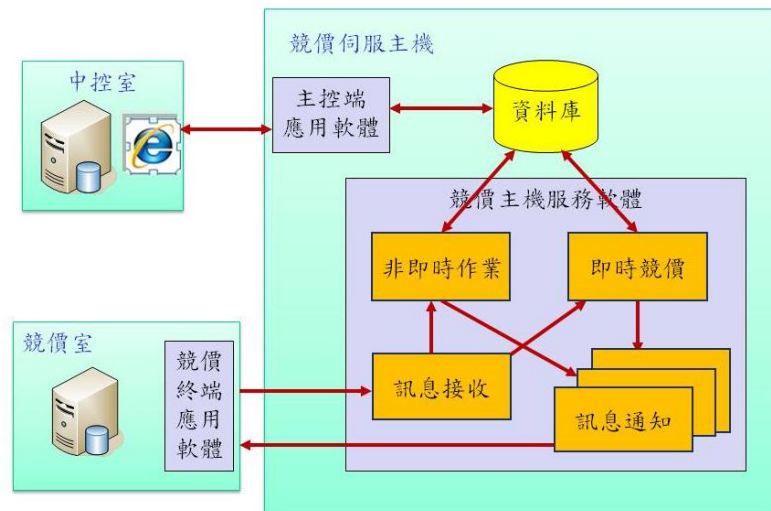 競價伺服主機
中控室
主控端
應用軟體
資料庫
競價主機服務軟體
非即時作業
即時競價
競價室
競價
終端
應用
軟體
訊息接收
訊息通知